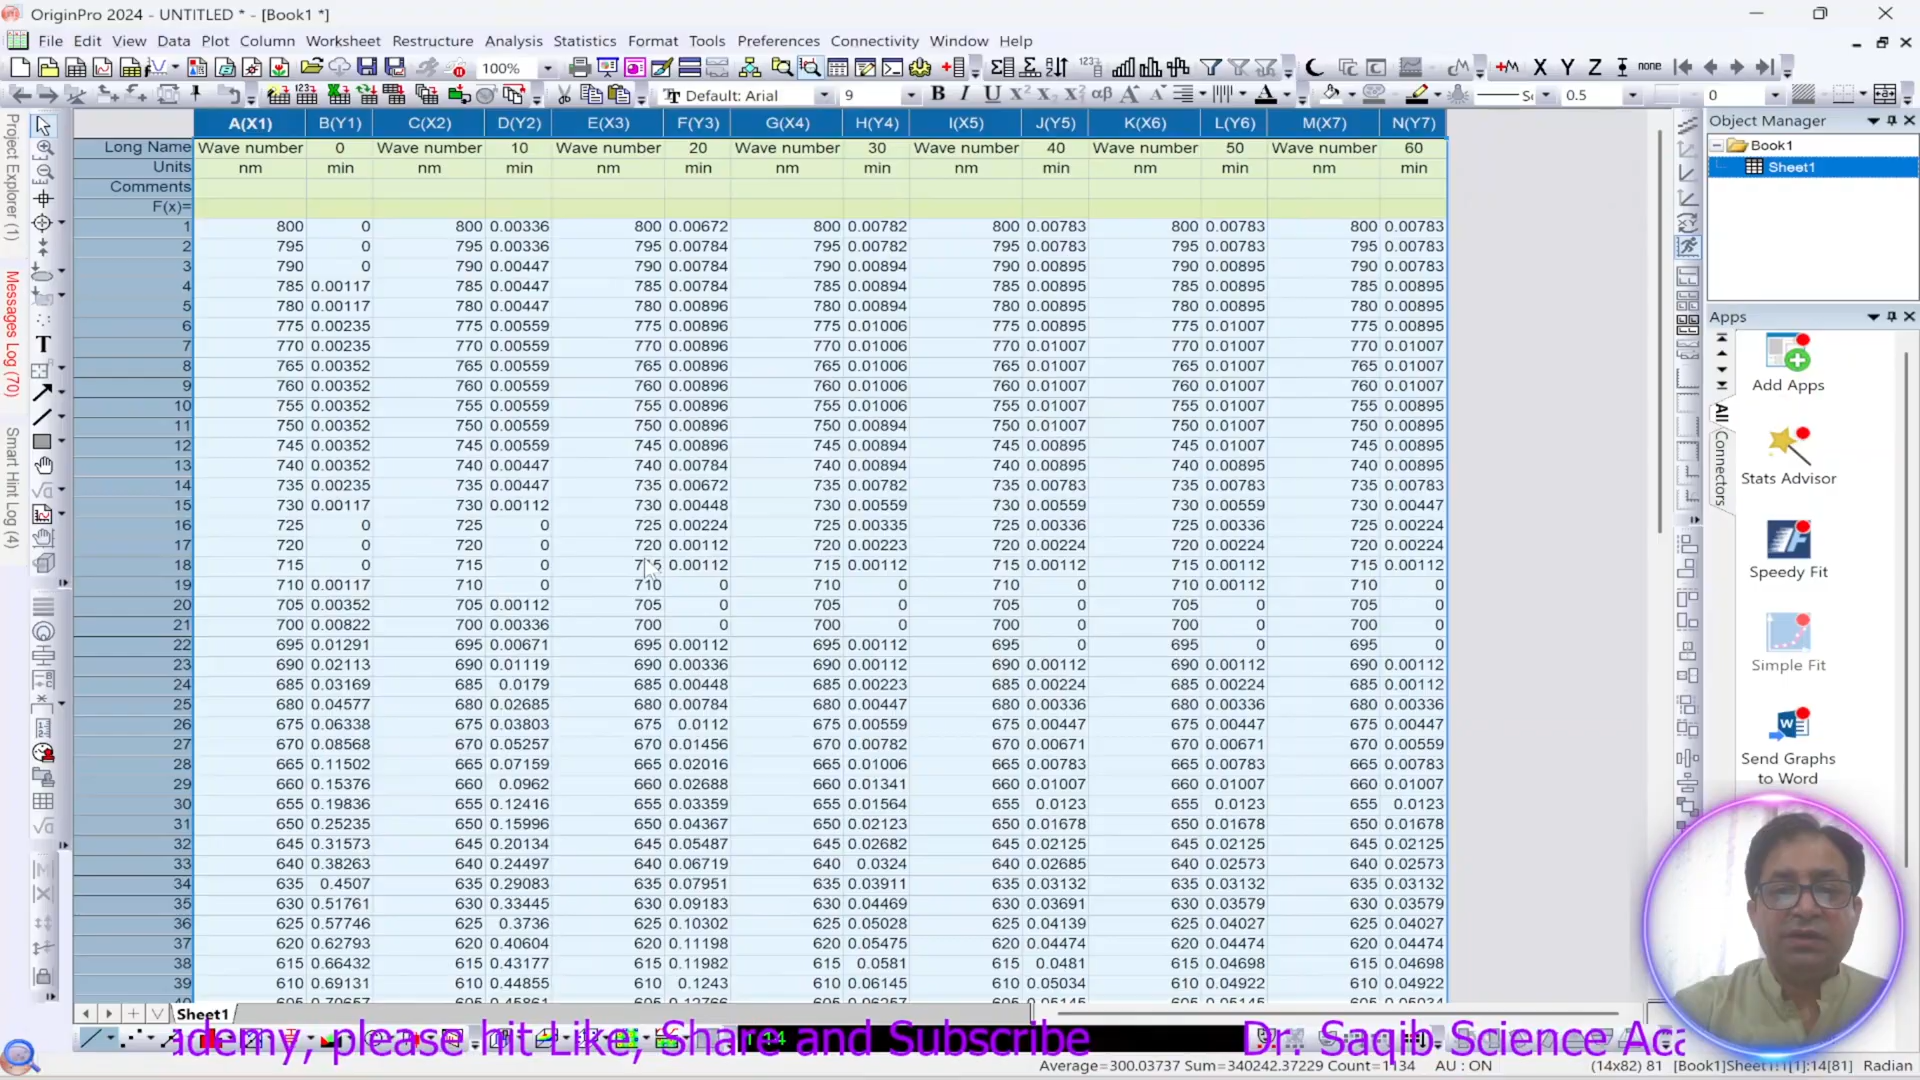 OriginPro 2024 - UNTITLED * - [Book1 *]
File Edit View Data Plot Column Worksheet Restructure Analysis Statistics Format Tools Preferences Connectivity Window Help
100%
X Y Z none
Default: Arial 9 B I U 0.5 0
A(X1) B(Y1) C(X2) D(Y2) E(X3) F(Y3) G(X4) H(Y4) I(X5) J(Y5) K(X6) L(Y6) M(X7) N(Y7)
Long Name Wave number 0 Wave number 10 Wave number 20 Wave number 30 Wave number 40 Wave number 50 Wave number 60
Units nm min nm min nm min nm min nm min nm min nm min
Comments
F(x)=
1 800 0 800 0.00336 800 0.00672 800 0.00782 800 0.00783 800 0.00783 800 0.00783
2 795 0 795 0.00336 795 0.00784 795 0.00782 795 0.00783 795 0.00783 795 0.00783
3 790 0 790 0.00447 790 0.00784 790 0.00894 790 0.00895 790 0.00895 790 0.00783
4 785 0.00117 785 0.00447 785 0.00784 785 0.00894 785 0.00895 785 0.00895 785 0.00895
5 780 0.00117 780 0.00447 780 0.00896 780 0.00894 780 0.00895 780 0.00895 780 0.00895
6 775 0.00235 775 0.00559 775 0.00896 775 0.01006 775 0.00895 775 0.01007 775 0.00895
7 770 0.00235 770 0.00559 770 0.00896 770 0.01006 770 0.01007 770 0.01007 770 0.01007
8 765 0.00352 765 0.00559 765 0.00896 765 0.01006 765 0.01007 765 0.01007 765 0.01007
9 760 0.00352 760 0.00559 760 0.00896 760 0.01006 760 0.01007 760 0.01007 760 0.01007
10 755 0.00352 755 0.00559 755 0.00896 755 0.01006 755 0.01007 755 0.01007 755 0.00895
11 750 0.00352 750 0.00559 750 0.00896 750 0.00894 750 0.01007 750 0.01007 750 0.00895
12 745 0.00352 745 0.00559 745 0.00896 745 0.00894 745 0.00895 745 0.01007 745 0.00895
13 740 0.00352 740 0.00447 740 0.00784 740 0.00894 740 0.00895 740 0.00895 740 0.00895
14 735 0.00235 735 0.00447 735 0.00672 735 0.00782 735 0.00783 735 0.00783 735 0.00783
15 730 0.00117 730 0.00112 730 0.00448 730 0.00559 730 0.00559 730 0.00559 730 0.00447
16 725 0 725 0 725 0.00224 725 0.00335 725 0.00336 725 0.00336 725 0.00224
17 720 0 720 0 720 0.00112 720 0.00223 720 0.00224 720 0.00224 720 0.00224
18 715 0 715 0 715 0.00112 715 0.00112 715 0.00112 715 0.00112 715 0.00112
19 710 0.00117 710 0 710 0 710 0 710 0 710 0.00112 710 0
20 705 0.00352 705 0.00112 705 0 705 0 705 0 705 0 705 0
21 700 0.00822 700 0.00336 700 0 700 0 700 0 700 0 700 0
22 695 0.01291 695 0.00671 695 0.00112 695 0.00112 695 0 695 0 695 0
23 690 0.02113 690 0.01119 690 0.00336 690 0.00112 690 0.00112 690 0.00112 690 0.00112
24 685 0.03169 685 0.0179 685 0.00448 685 0.00223 685 0.00224 685 0.00224 685 0.00112
25 680 0.04577 680 0.02685 680 0.00784 680 0.00447 680 0.00336 680 0.00336 680 0.00336
26 675 0.06338 675 0.03803 675 0.0112 675 0.00559 675 0.00447 675 0.00447 675 0.00447
27 670 0.08568 670 0.05257 670 0.01456 670 0.00782 670 0.00671 670 0.00671 670 0.00559
28 665 0.11502 665 0.07159 665 0.02016 665 0.01006 665 0.00783 665 0.00783 665 0.00783
29 660 0.15376 660 0.0962 660 0.02688 660 0.01341 660 0.01007 660 0.01007 660 0.01007
30 655 0.19836 655 0.12416 655 0.03359 655 0.01564 655 0.0123 655 0.0123 655 0.0123
31 650 0.25235 650 0.15996 650 0.04367 650 0.02123 650 0.01678 650 0.01678 650 0.01678
32 645 0.31573 645 0.20134 645 0.05487 645 0.02682 645 0.02125 645 0.02125 645 0.02125
33 640 0.38263 640 0.24497 640 0.06719 640 0.0324 640 0.02685 640 0.02573 640 0.02573
34 635 0.4507 635 0.29083 635 0.07951 635 0.03911 635 0.03132 635 0.03132 635 0.03132
35 630 0.51761 630 0.33445 630 0.09183 630 0.04469 630 0.03691 630 0.03579 630 0.03579
36 625 0.57746 625 0.3736 625 0.10302 625 0.05028 625 0.04139 625 0.04027 625 0.04027
37 620 0.62793 620 0.40604 620 0.11198 620 0.05475 620 0.04474 620 0.04474 620 0.04474
38 615 0.66432 615 0.43177 615 0.11982 615 0.0581 615 0.0481 615 0.04698 615 0.04698
39 610 0.69131 610 0.44855 610 0.1243 610 0.06145 610 0.05034 610 0.04922 610 0.04922
Sheet1
ademy, please hit Like, Share and Subscribe Dr. Saqib Science Aca
Average=300.03737 Sum=340242.37229 Count=1134 AU : ON (14x82) 81 [Book1]Sheet1!1[1]:14[81] Radian
Project Explorer (1)
Messages Log (70)
Smart Hint Log (4)
Object Manager
Book1
Sheet1
Apps
All
Connectors
Add Apps
Stats Advisor
Speedy Fit
Simple Fit
Send Graphs
to Word